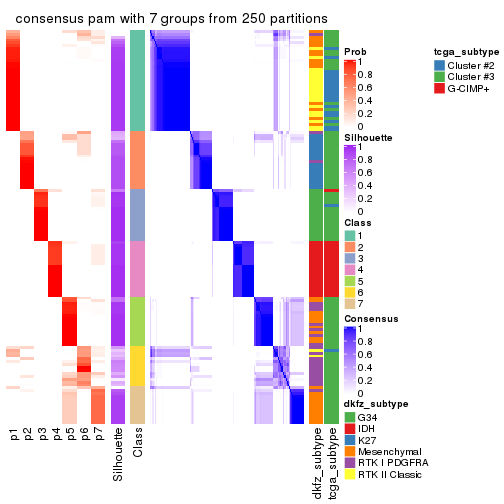 consensus pam with 7 groups from 250 partitions
Prob
1
0.8
0.6
0.4
0.2
0
Silhouette
1
0.8
0.6
0.4
0.2
0
Class
1
2
3
4
5
6
7
Consensus
1
0.8
0.6
0.4
0.2
0
dkfz_subtype
G34
IDH
K27
Mesenchymal
RTK I PDGFRA
RTK II Classic
tcga_subtype
Cluster #2
Cluster #3
G-CIMP+
p1
p2
p3
p4
p5
p6
p7
Silhouette
Class
dkfz_subtype
tcga_subtype